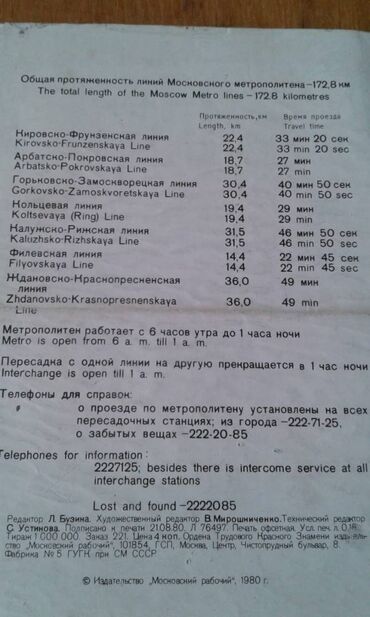 Общая протяженность линий Московского метрополитена–172,8 км
The total length of the Moscow Metro lines –172.8 kilometres
Протяженность, км Время проезда
Length, km Travel time
Кировско-Фрунзенская линия 22,4 33 мин 20 сек
Kirovsko-Frunzenskaya Line 22,4 33 min 20 sec
Арбатско-Покровская линия 18,7 27 мин
Arbatsko-Pokrovskaya Line 18,7 27 min
Горьковско-Замоскворецкая линия 30,4 40 мин 50 сек
Gorkovsko-Zamoskvoretskaya Line 30,4 40 min 50 sec
Кольцевая линия 19,4 29 мин
Koltsevaya (Ring) Line 19,4 29 min
Калужско-Рижская линия 31,5 46 мин 50 сек
Kaluzhsko-Rizhskaya Line 31,5 46 min 50 sec
Филевская линия 14,4 22 мин 45 сек
Filyovskaya Line 14,4 22 min 45 sec
Ждановско-Краснопресненская 36,0 49 мин
линия
Zhdanovsko-Krasnopresnenskaya 36,0 49 min
Line
Метрополитен работает с 6 часов утра до 1 часа ночи
Metro is open from 6 a. m. till 1 a. m.
Пересадка с одной линии на другую прекращается в 1 час ночи
Interchange is open till 1 a. m.
Телефоны для справок:
о проезде по метрополитену установлены на всех
пересадочных станциях; из города –222-71-25,
о забытых вещах –222-20-85
Telephones for information:
2227125; besides there is intercome service at all
interchange stations
Lost and found –2222085
Редактор Л. Бузина. Художественный редактор В. Мирошниченко. Технический редактор
С. Устинова. Подписано к печати 21.08.80. Л 76497. Печать офсетная. Усл. печ. л. 0,18.
Тираж 1 000 000. Заказ 221. Цена 4 коп. Ордена Трудового Красного Знамени издатель-
ство „Московский рабочий", 101854, ГСП, Москва, Центр, Чистопрудный бульвар, 8.
Фабрика № 5 ГУГК при СМ СССР
© Издательство „Московский рабочий", 1980 г.